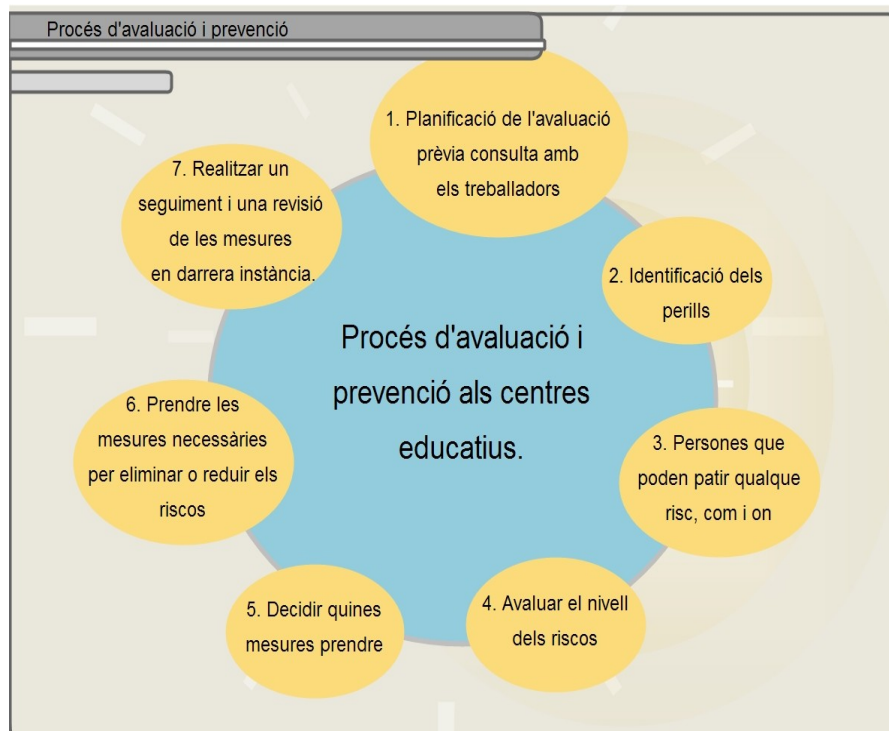 Procés d'avaluació i prevenció
1. Planificació de l'avaluació
prèvia consulta amb
els treballadors
2. Identificació dels
perills
3. Persones que
poden patir qualque
risc, com i on
4. Avaluar el nivell
dels riscos
5. Decidir quines
mesures prendre
6. Prendre les
mesures necessàries
per eliminar o reduir els
riscos
7. Realitzar un
seguiment i una revisió
de les mesures
en darrera instància.
Procés d'avaluació i
prevenció als centres
educatius.